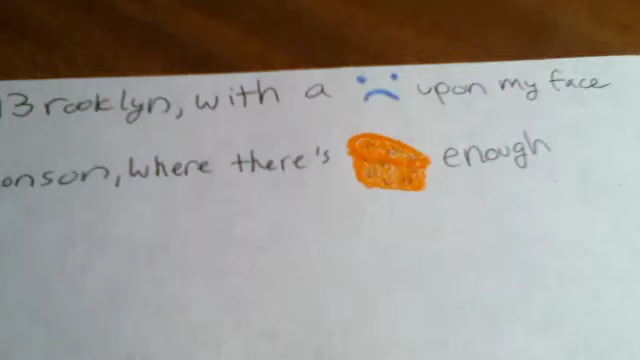 Brooklyn, with a upon my face
onson, where there's enough